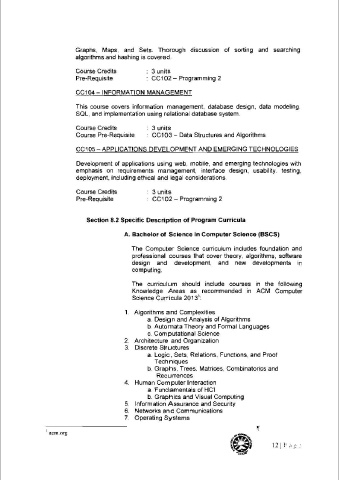 Graphs, Maps, and Sets. Thorough discussion of sorting and searching
algorithms and hashing is covered.
Course Credits : 3 units
Pre-Requisite : CC102 – Programming 2
CC104 – INFORMATION MANAGEMENT
This course covers information management, database design, data modeling,
SQL, and implementation using relational database system.
Course Credits : 3 units
Course Pre-Requisite : CC103 – Data Structures and Algorithms
CC105 – APPLICATIONS DEVELOPMENT AND EMERGING TECHNOLOGIES
Development of applications using web, mobile, and emerging technologies with
emphasis on requirements management, interface design, usability, testing,
deployment, including ethical and legal considerations.
Course Credits : 3 units
Pre-Requisite : CC102 – Programming 2
Section 8.2 Specific Description of Program Curricula
A. Bachelor of Science in Computer Science (BSCS)
The Computer Science curriculum includes foundation and
professional courses that cover theory, algorithms, software
design and development, and new developments in
computing.
The curriculum should include courses in the following
Knowledge Areas as recommended in ACM Computer
Science Curricula 2013¹:
1. Algorithms and Complexities
a. Design and Analysis of Algorithms
b. Automata Theory and Formal Languages
c. Computational Science
2. Architecture and Organization
3. Discrete Structures
a. Logic, Sets, Relations, Functions, and Proof
Techniques
b. Graphs, Trees, Matrices, Combinatorics and
Recurrences
4. Human Computer Interaction
a. Fundamentals of HCI
b. Graphics and Visual Computing
5. Information Assurance and Security
6. Networks and Communications
7. Operating Systems
¹ acm.org
12 | Page